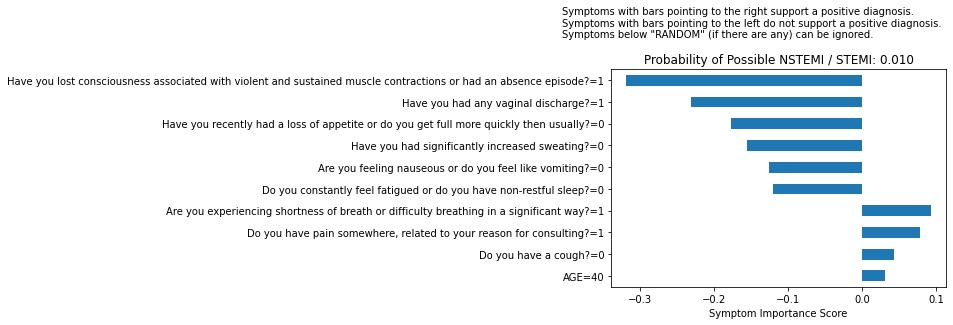 Symptoms with bars pointing to the right support a positive diagnosis.
Symptoms with bars pointing to the left do not support a positive diagnosis.
Symptoms below "RANDOM" (if there are any) can be ignored.
Probability of Possible NSTEMI / STEMI: 0.010
Have you lost consciousness associated with violent and sustained muscle contractions or had an absence episode?=1
Have you had any vaginal discharge?=1
Have you recently had a loss of appetite or do you get full more quickly then usually?=0
Have you had significantly increased sweating?=0
Are you feeling nauseous or do you feel like vomiting?=0
Do you constantly feel fatigued or do you have non-restful sleep?=0
Are you experiencing shortness of breath or difficulty breathing in a significant way?=1
Do you have pain somewhere, related to your reason for consulting?=1
Do you have a cough?=0
AGE=40
−0.3 −0.2 −0.1 0.0 0.1
Symptom Importance Score